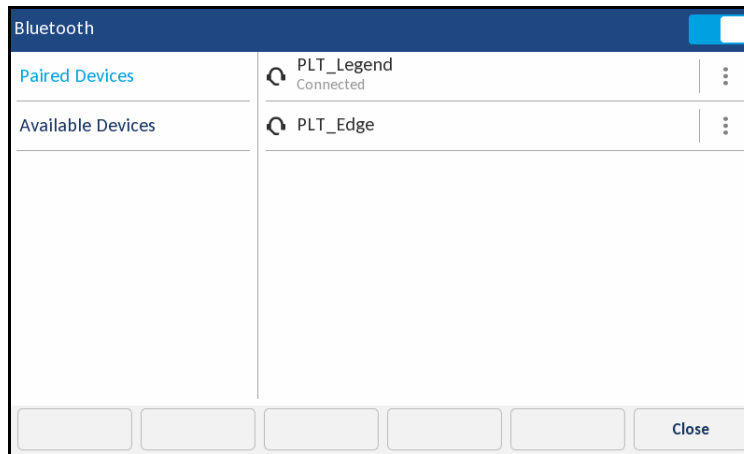 Bluetooth
Paired Devices
Available Devices
PLT_Legend
Connected
PLT_Edge
Close